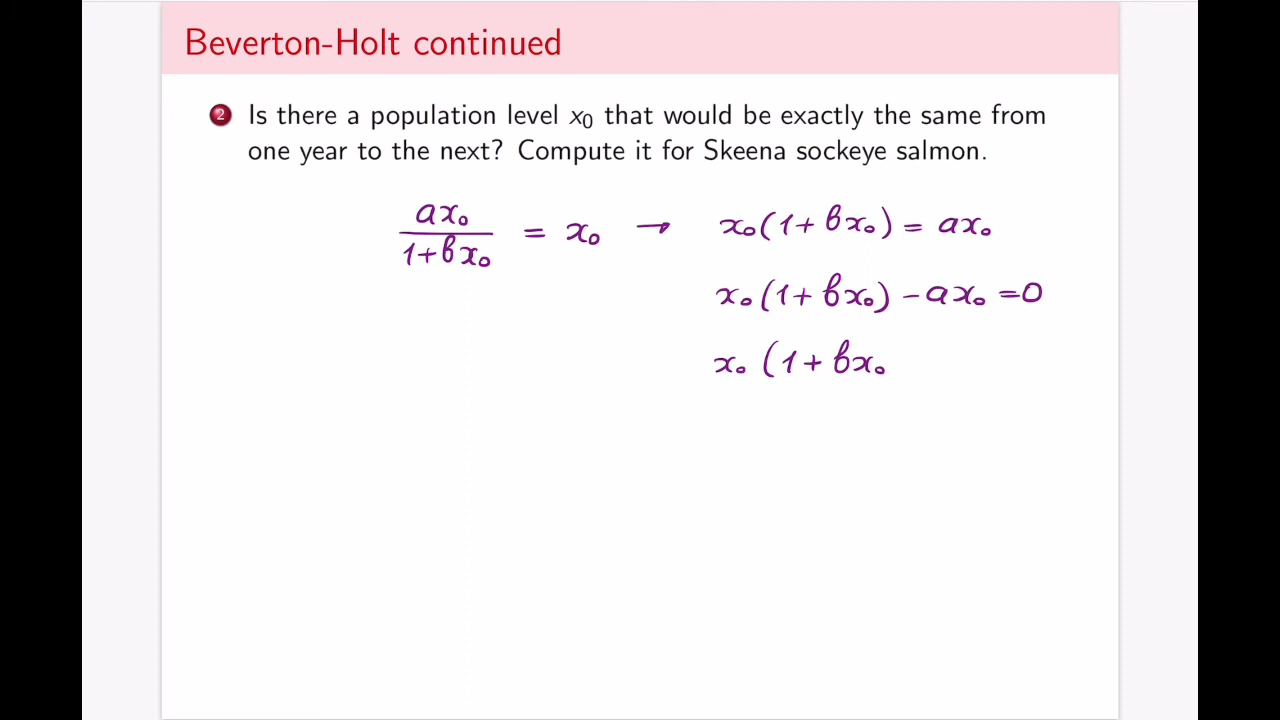 Beverton-Holt continued
2 Is there a population level x₀ that would be exactly the same from
one year to the next? Compute it for Skeena sockeye salmon.
ax₀/(1+bx₀) = x₀ → x₀(1+bx₀) = ax₀
x₀(1+bx₀) - ax₀ = 0
x₀(1+bx₀